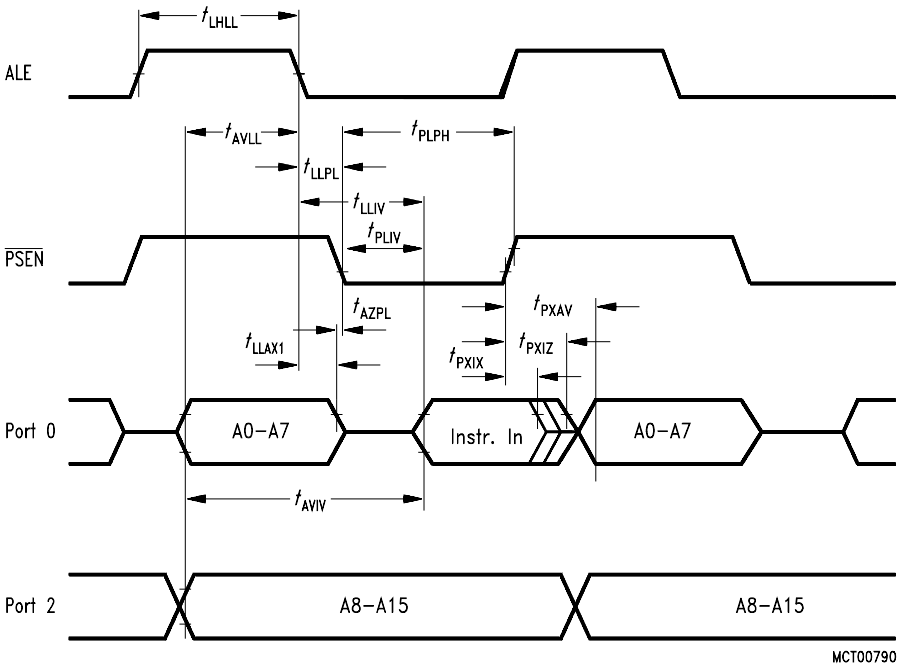 tLHLL
ALE
tAVLL
tPLPH
tLLPL
tLLIV
tPLIV
PSEN
tAZPL
tPXAV
tLLAX1
tPXIZ
tPXIX
Port 0
A0-A7
Instr. In
A0-A7
tAVIV
Port 2
A8-A15
A8-A15
MCT00790